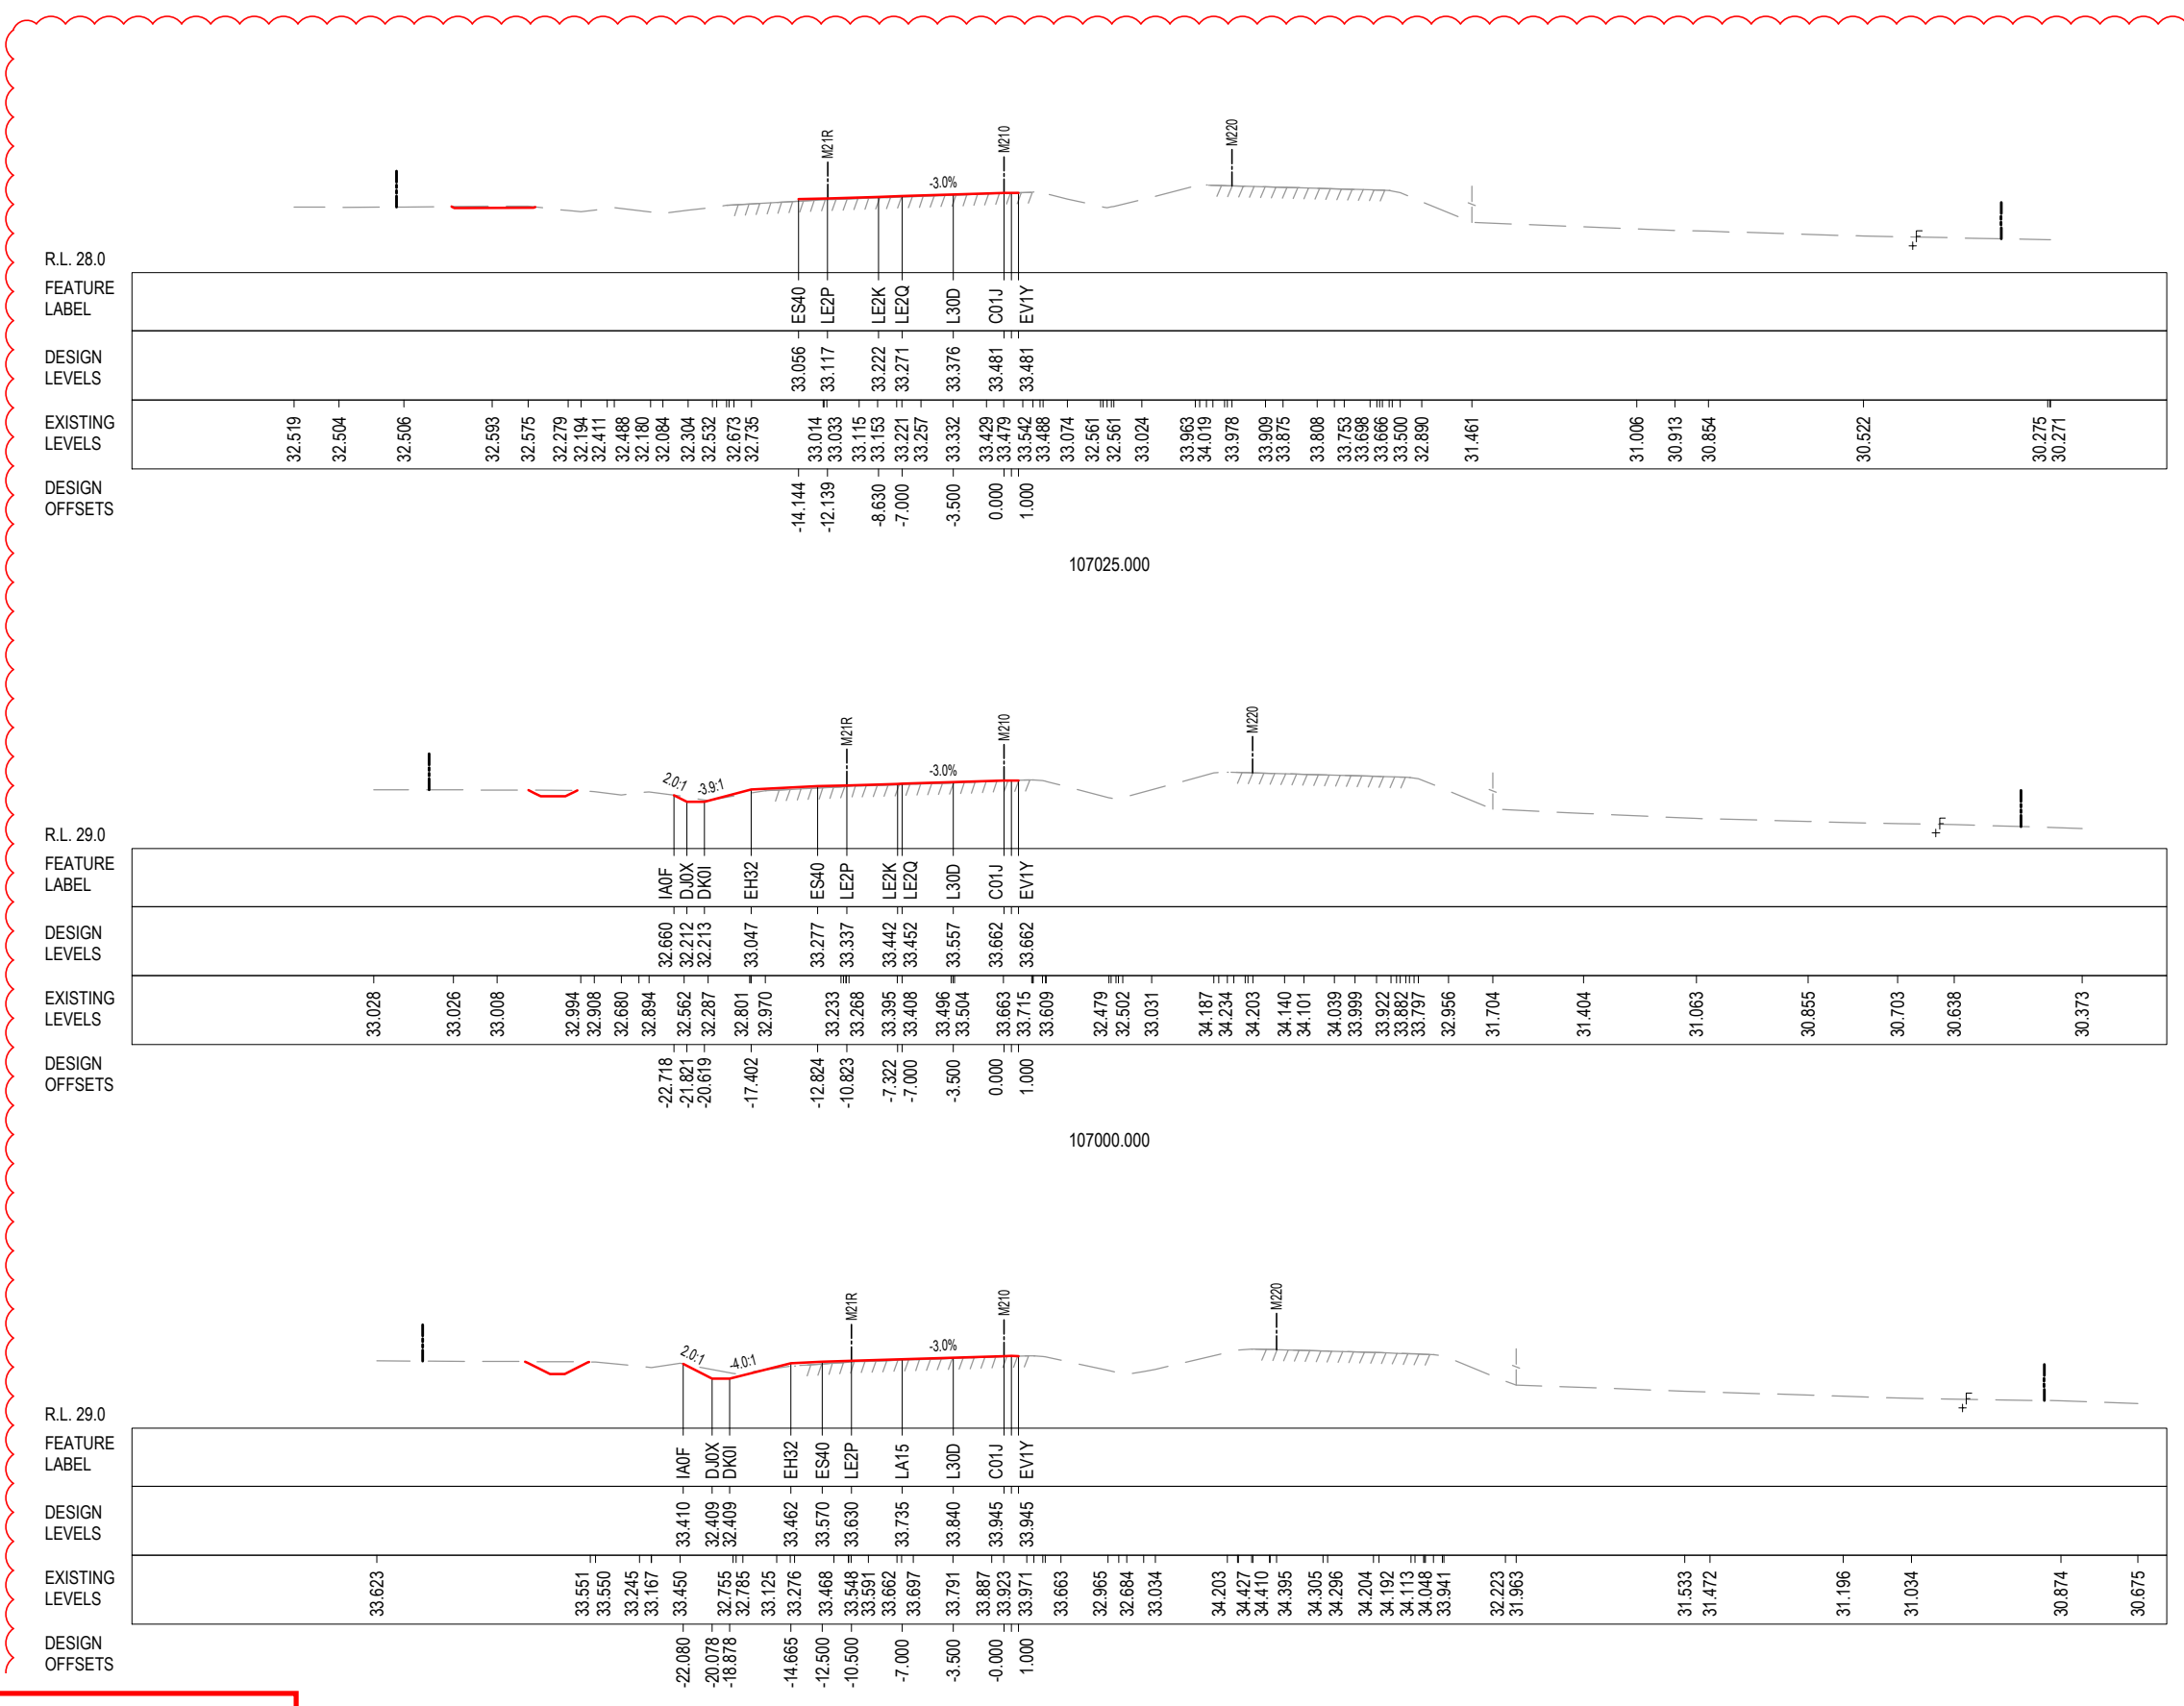 M21R M210 M220
-3.0%
R.L. 28.0
FEATURE LABEL ES40 LE2P LE2K LE2Q L30D C01J EV1Y
DESIGN LEVELS 33.056 33.117 33.222 33.271 33.376 33.481 33.481
EXISTING LEVELS 32.519 32.504 32.506 32.593 32.575 32.279 32.194 32.411 32.488 32.180 32.084 32.304 32.532 32.673 32.735 33.014 33.033 33.115 33.153 33.221 33.257 33.332 33.429 33.479 33.542 33.488 33.074 32.561 32.561 33.024 33.963 34.019 33.978 33.909 33.875 33.808 33.753 33.698 33.666 33.500 32.890 31.461 31.006 30.913 30.854 30.522 30.275 30.271
DESIGN OFFSETS -14.144 -12.139 -8.630 -7.000 -3.500 0.000 1.000
107025.000
M21R M210 M220
2.0:1 -3.9:1 -3.0%
R.L. 29.0
FEATURE LABEL IA0F DJ0X DK0I EH32 ES40 LE2P LE2K LE2Q L30D C01J EV1Y
DESIGN LEVELS 32.660 32.212 32.213 33.047 33.277 33.337 33.442 33.452 33.557 33.662 33.662
EXISTING LEVELS 33.028 33.026 33.008 32.994 32.908 32.680 32.894 32.562 32.287 32.801 32.970 33.233 33.268 33.395 33.408 33.496 33.504 33.663 33.715 33.609 32.479 32.502 33.031 34.187 34.234 34.203 34.140 34.101 34.039 33.999 33.922 33.882 33.797 32.956 31.704 31.404 31.063 30.855 30.703 30.638 30.373
DESIGN OFFSETS -22.718 -21.821 -20.619 -17.402 -12.824 -10.823 -7.322 -7.000 -3.500 0.000 1.000
107000.000
M21R M210 M220
2.0:1 -4.0:1 -3.0%
R.L. 29.0
FEATURE LABEL IA0F DJ0X DK0I EH32 ES40 LE2P LA15 L30D C01J EV1Y
DESIGN LEVELS 33.410 32.409 32.409 33.462 33.570 33.630 33.735 33.840 33.945 33.945
EXISTING LEVELS 33.623 33.551 33.550 33.245 33.167 33.450 32.755 32.785 33.125 33.276 33.468 33.548 33.591 33.662 33.697 33.791 33.887 33.923 33.971 33.663 32.965 32.684 33.034 34.203 34.427 34.410 34.395 34.305 34.296 34.204 34.192 34.113 34.048 33.941 32.223 31.963 31.533 31.472 31.196 31.034 30.874 30.675
DESIGN OFFSETS -22.080 -20.078 -18.878 -14.665 -12.500 -10.500 -7.000 -3.500 -0.000 1.000